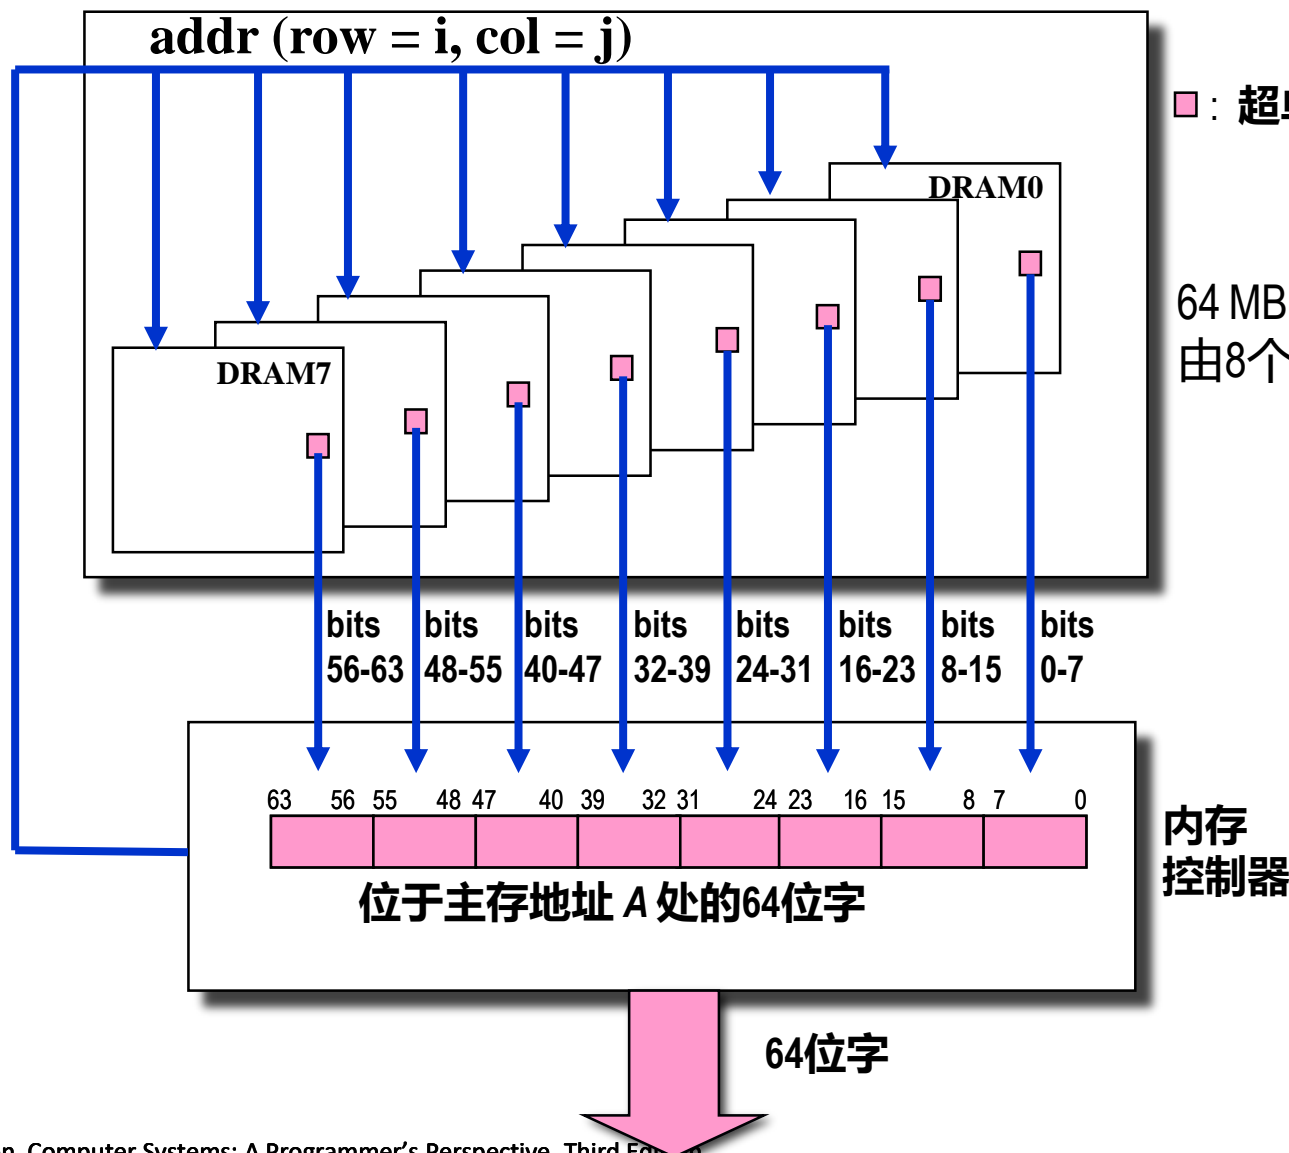 addr (row = i, col = j)
: 超
DRAM0
64 MB
由8个
DRAM7
bits
56-63
bits
48-55
bits
40-47
bits
32-39
bits
24-31
bits
16-23
bits
8-15
bits
0-7
63 56 55 48 47 40 39 32 31 24 23 16 15 8 7 0
位于主存地址 A 处的64位字
内存
控制器
64位字
Computer Systems: A Programmer's Perspective, Third Edition